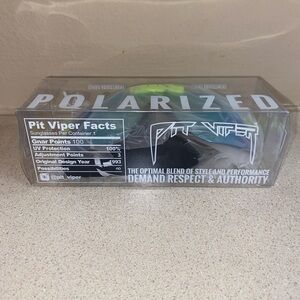 POLARIZED
Pit Viper Facts
Sunglasses Per Container 1
Gnar Points 100
UV Protection 100%
Adjustment Points 3
Original Design Year 1993
Possibilities
@pit_viper
PIT VIPER
THE OPTIMAL BLEND OF STYLE AND PERFORMANCE
DEMAND RESPECT & AUTHORITY